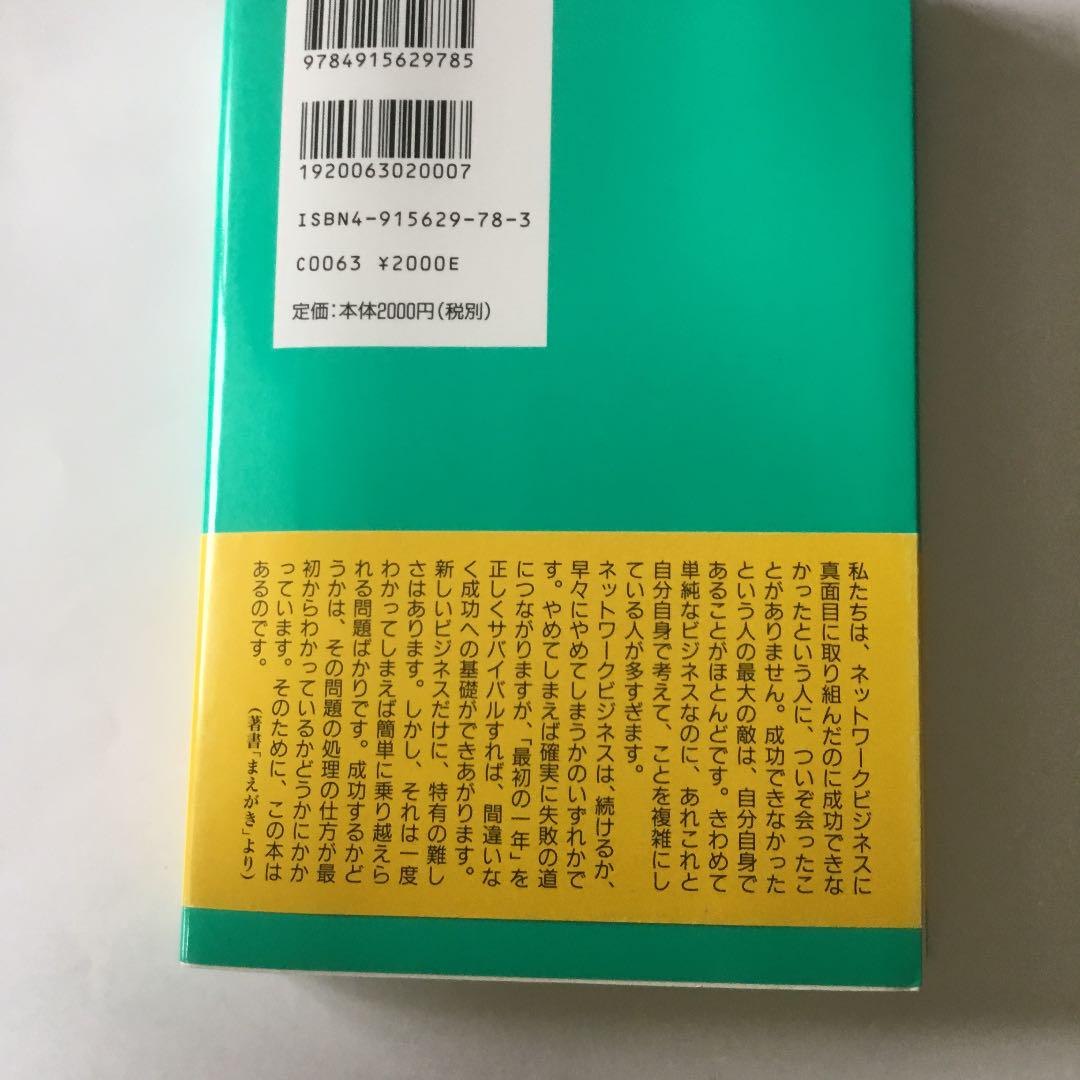 9784915629785
1920063020007
ISBN4-915629-78-3
C0063 ¥2000E
定価：本体2000円（税別）
私たちは、ネットワークビジネスに
真面目に取り組んだのに成功できな
かったという人に、ついぞ会ったこ
とがありません。成功できなかった
という人の最大の敵は、自分自身で
あることがほとんどです。きわめて
単純なビジネスなのに、あれこれと
自分自身で考えて、ことを複雑にし
ている人が多すぎます。
ネットワークビジネスは、続けるか、
早々にやめてしまうかのいずれかで
す。やめてしまえば確実に失敗の道
につながりますが、「最初の一年」を
正しくサバイバルすれば、間違いな
く成功への基礎ができあがります。
新しいビジネスだけに、特有の難し
さはあります。しかし、それは一度
わかってしまえば簡単に乗り越えら
れる問題ばかりです。成功するかど
うかは、その問題の処理の仕方が最
初からわかっているかどうかにかか
っています。そのために、この本は
あるのです。
（著書「まえがき」より）